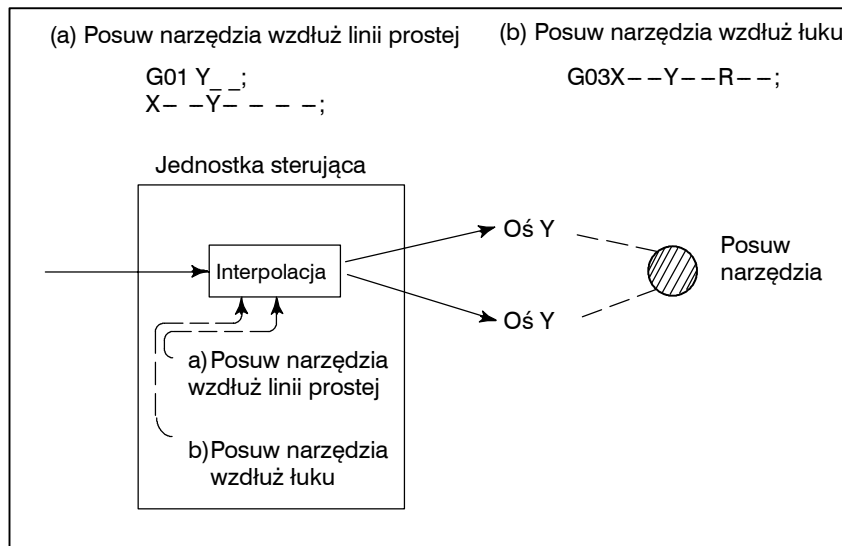 (a) Posuw narzędzia wzdłuż linii prostej
(b) Posuw narzędzia wzdłuż łuku
G01 Y_ _;
X– –Y– – – –;
G03X– –Y– –R– –;
Jednostka sterująca
Interpolacja
Oś Y
Oś Y
Posuw
narzędzia
a) Posuw narzędzia
wzdłuż linii prostej
b) Posuw narzędzia
wzdłuż łuku